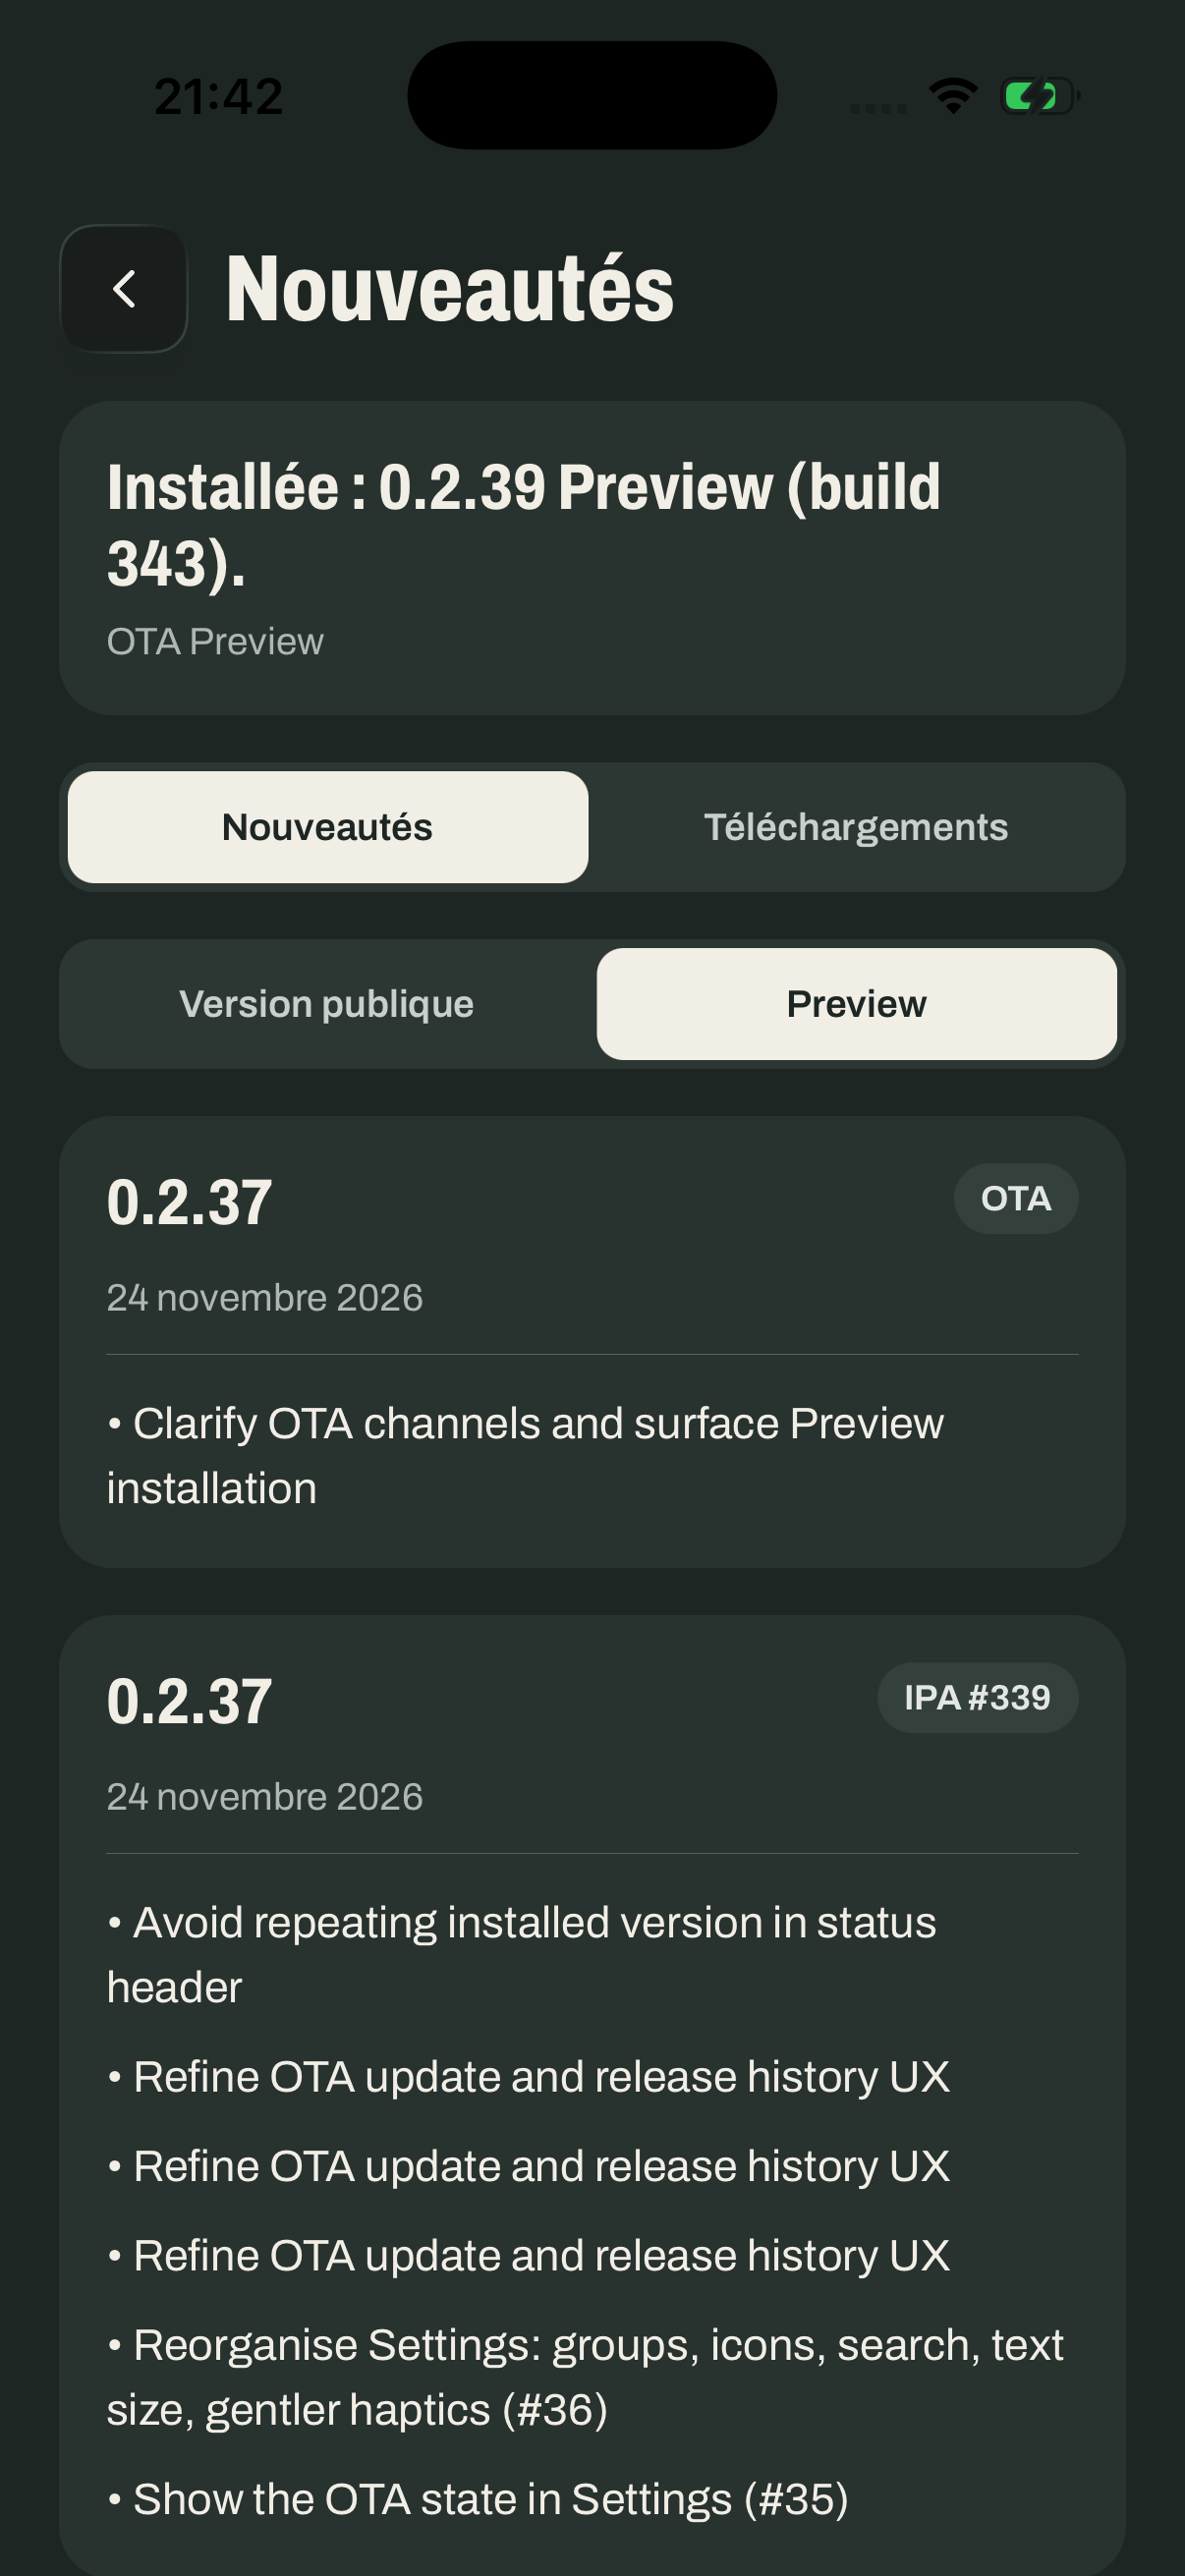 21:42
Nouveautés
Installée : 0.2.39 Preview (build
343).
OTA Preview
Nouveautés
Téléchargements
Version publique
Preview
0.2.37
OTA
24 novembre 2026
• Clarify OTA channels and surface Preview
installation
0.2.37
IPA #339
24 novembre 2026
• Avoid repeating installed version in status
header
• Refine OTA update and release history UX
• Refine OTA update and release history UX
• Refine OTA update and release history UX
• Reorganise Settings: groups, icons, search, text
size, gentler haptics (#36)
• Show the OTA state in Settings (#35)